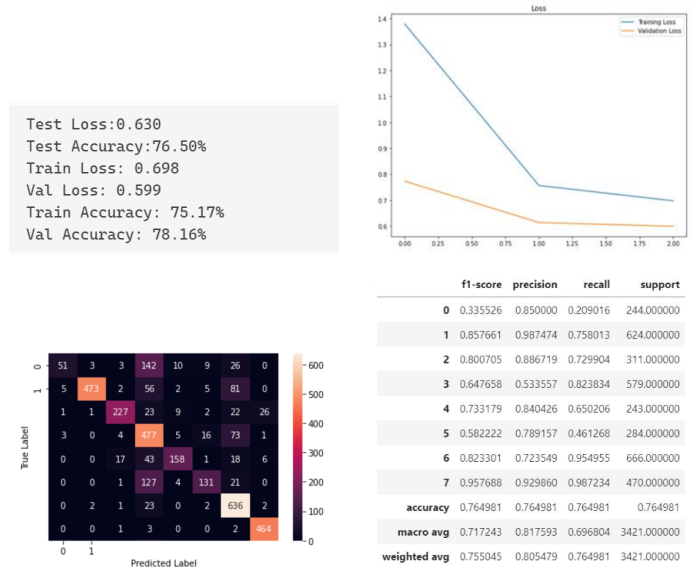 Loss
Training Loss
Validation Loss
1.4
1.3
1.2
1.1
1.0
0.9
0.8
0.7
0.6
0.00 0.25 0.50 0.75 1.00 1.25 1.50 1.75 2.00
Test Loss:0.630
Test Accuracy:76.50%
Train Loss: 0.698
Val Loss: 0.599
Train Accuracy: 75.17%
Val Accuracy: 78.16%
f1-score precision recall support
0 0.335526 0.850000 0.209016 244.000000
1 0.857661 0.987474 0.758013 624.000000
2 0.800705 0.886719 0.729904 311.000000
3 0.647658 0.533557 0.823834 579.000000
4 0.733179 0.840426 0.650206 243.000000
5 0.582222 0.789157 0.461268 284.000000
6 0.823301 0.723549 0.954955 666.000000
7 0.957688 0.929860 0.987234 470.000000
accuracy 0.764981 0.764981 0.764981 0.764981
macro avg 0.717243 0.817593 0.696804 3421.000000
weighted avg 0.755045 0.805479 0.764981 3421.000000
True Label
0 51 3 3 142 10 9 26 0
1 5 473 2 56 2 5 81 0
1 1 227 23 9 2 22 26
3 0 4 477 5 16 73 1
0 0 17 43 158 1 18 6
0 0 1 127 4 131 21 0
0 2 1 23 0 2 636 2
0 0 1 3 0 0 2 464
0 1
Predicted Label
600
500
400
300
200
100
0